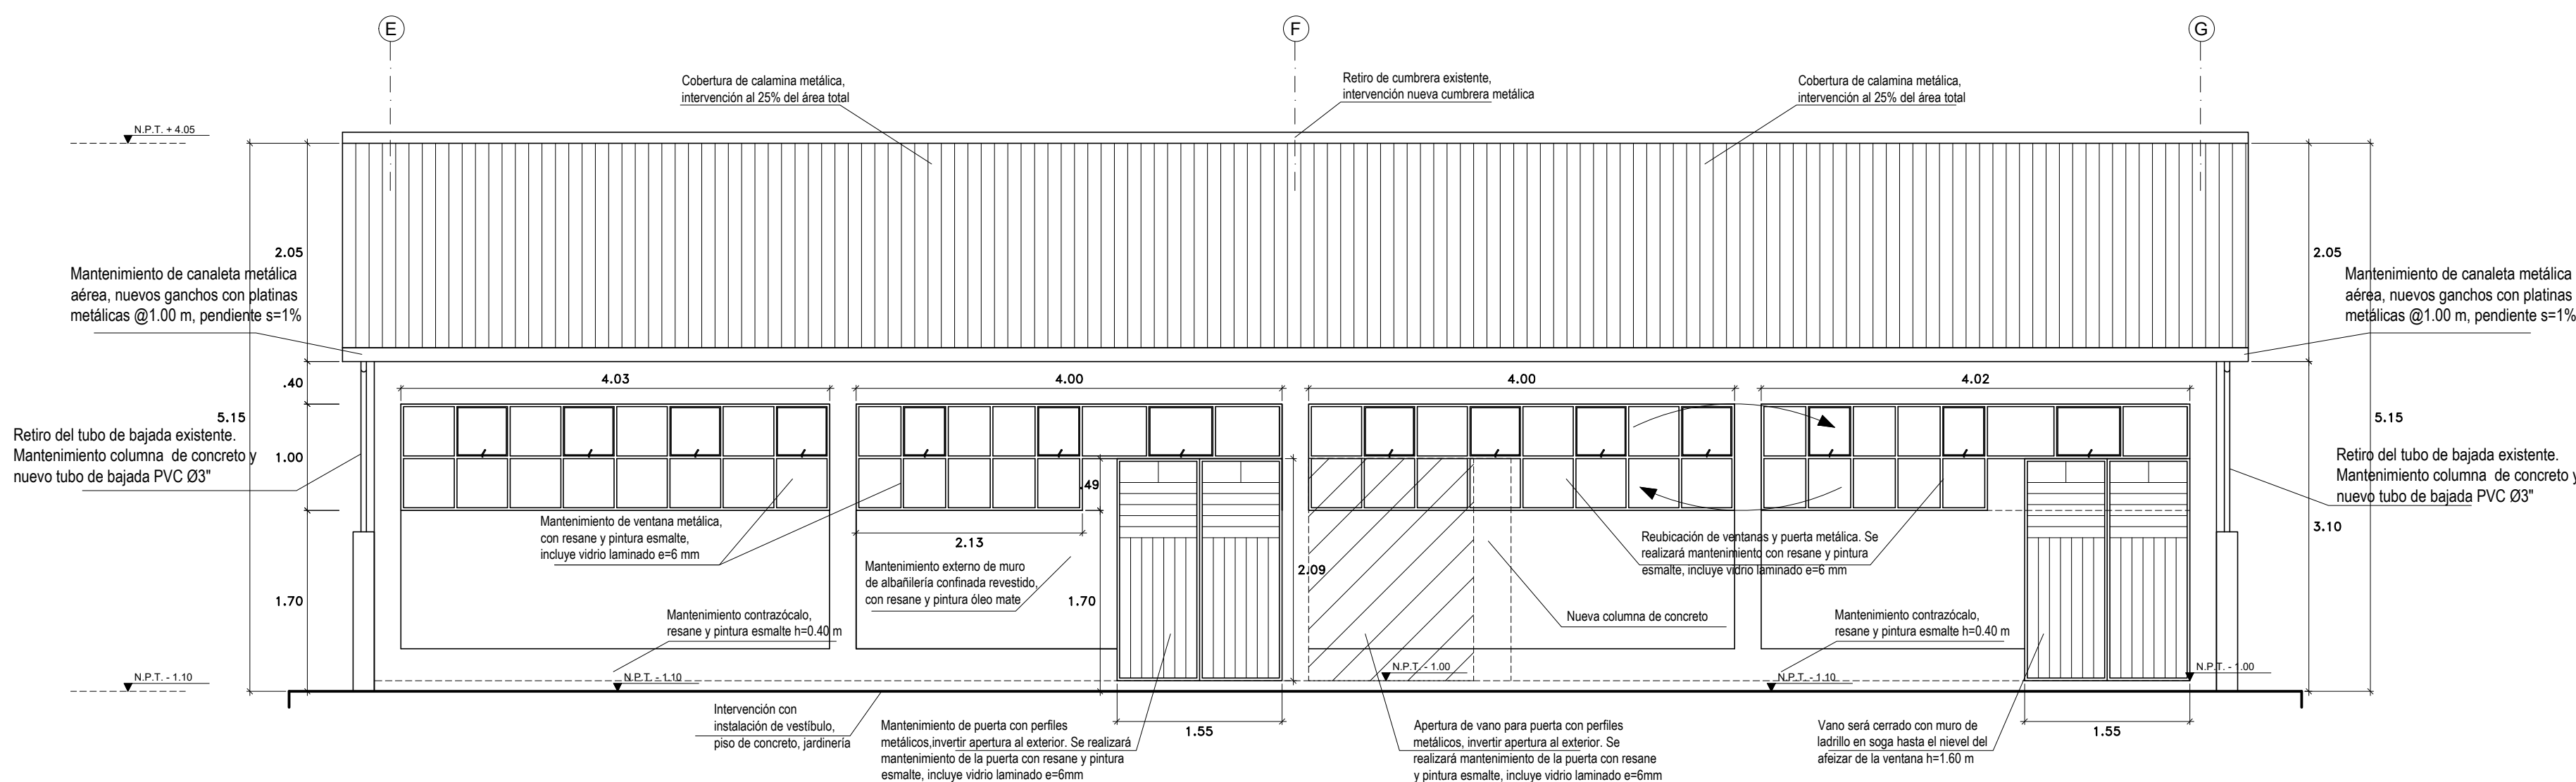 E
F
G
Cobertura de calamina metálica,
intervención al 25% del área total
Retiro de cumbrera existente,
intervención nueva cumbrera metálica
Cobertura de calamina metálica,
intervención al 25% del área total
N.P.T. + 4.05
2.05
2.05
Mantenimiento de canaleta metálica
aérea, nuevos ganchos con platinas
metálicas @1.00 m, pendiente s=1%
Mantenimiento de canaleta metálica
aérea, nuevos ganchos con platinas
metálicas @1.00 m, pendiente s=1%
.40
4.03
4.00
4.00
4.02
5.15
5.15
Retiro del tubo de bajada existente.
Mantenimiento columna de concreto y
nuevo tubo de bajada PVC Ø3"
1.00
Retiro del tubo de bajada existente.
Mantenimiento columna de concreto y
nuevo tubo de bajada PVC Ø3"
.49
3.10
Mantenimiento de ventana metálica,
con resane y pintura esmalte,
incluye vidrio laminado e=6 mm
2.13
Reubicación de ventanas y puerta metálica. Se
realizará mantenimiento con resane y pintura
esmalte, incluye vidrio laminado e=6 mm
Mantenimiento externo de muro
de albañilería confinada revestido,
con resane y pintura óleo mate
2.09
1.70
1.70
Mantenimiento contrazócalo,
resane y pintura esmalte h=0.40 m
Nueva columna de concreto
Mantenimiento contrazócalo,
resane y pintura esmalte h=0.40 m
N.P.T. - 1.00
N.P.T. - 1.00
N.P.T. - 1.10
N.P.T. - 1.10
N.P.T. - 1.10
Intervención con
instalación de vestíbulo,
piso de concreto, jardinería
Mantenimiento de puerta con perfiles
metálicos,invertir apertura al exterior. Se realizará
mantenimiento de la puerta con resane y pintura
esmalte, incluye vidrio laminado e=6mm
1.55
Apertura de vano para puerta con perfiles
metálicos, invertir apertura al exterior. Se
realizará mantenimiento de la puerta con resane
y pintura esmalte, incluye vidrio laminado e=6mm
Vano será cerrado con muro de
ladrillo en soga hasta el nievel del
afeizar de la ventana h=1.60 m
1.55